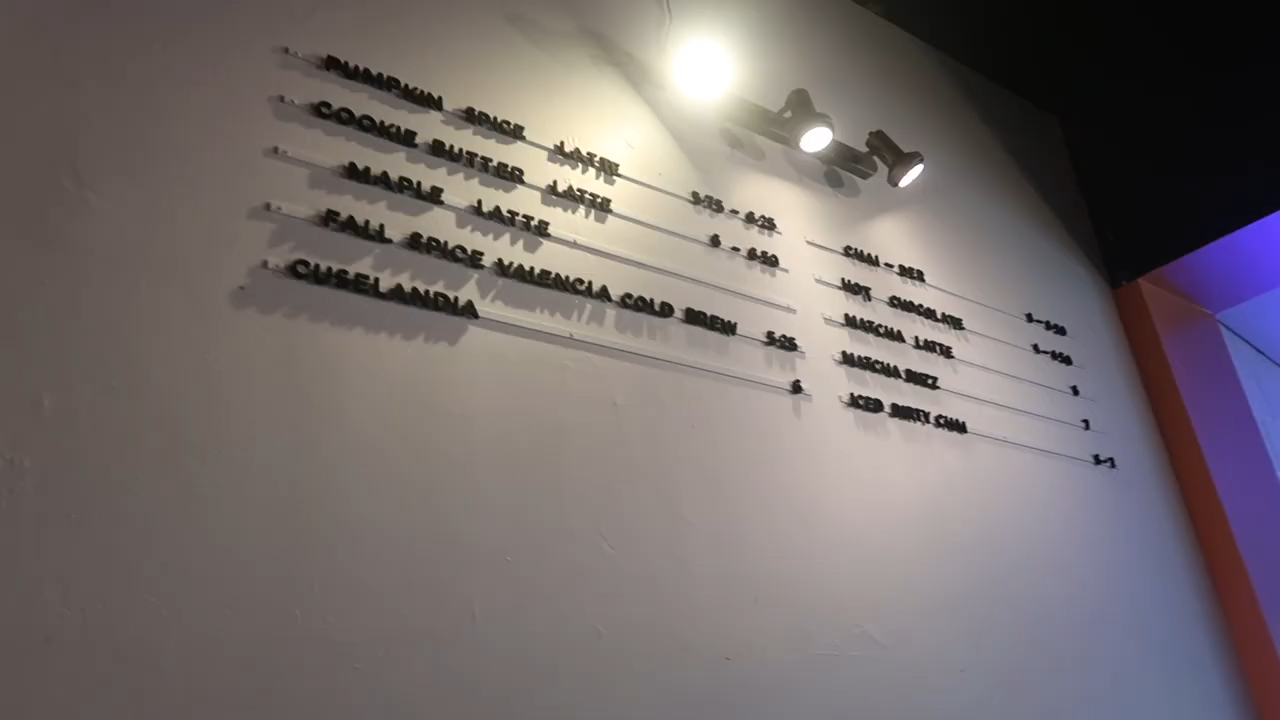 PUMPKIN SPICE LATTE 5.75 - 6.25
COOKIE BUTTER LATTE 6 - 6.50
MAPLE LATTE
FALL SPICE VALENCIA COLD BREW 5.25
CUSELANDIA 6
CHAI-DER
HOT CHOCOLATE
MATCHA LATTE
MATCHA BUZZ
ICED DIRTY CHAI